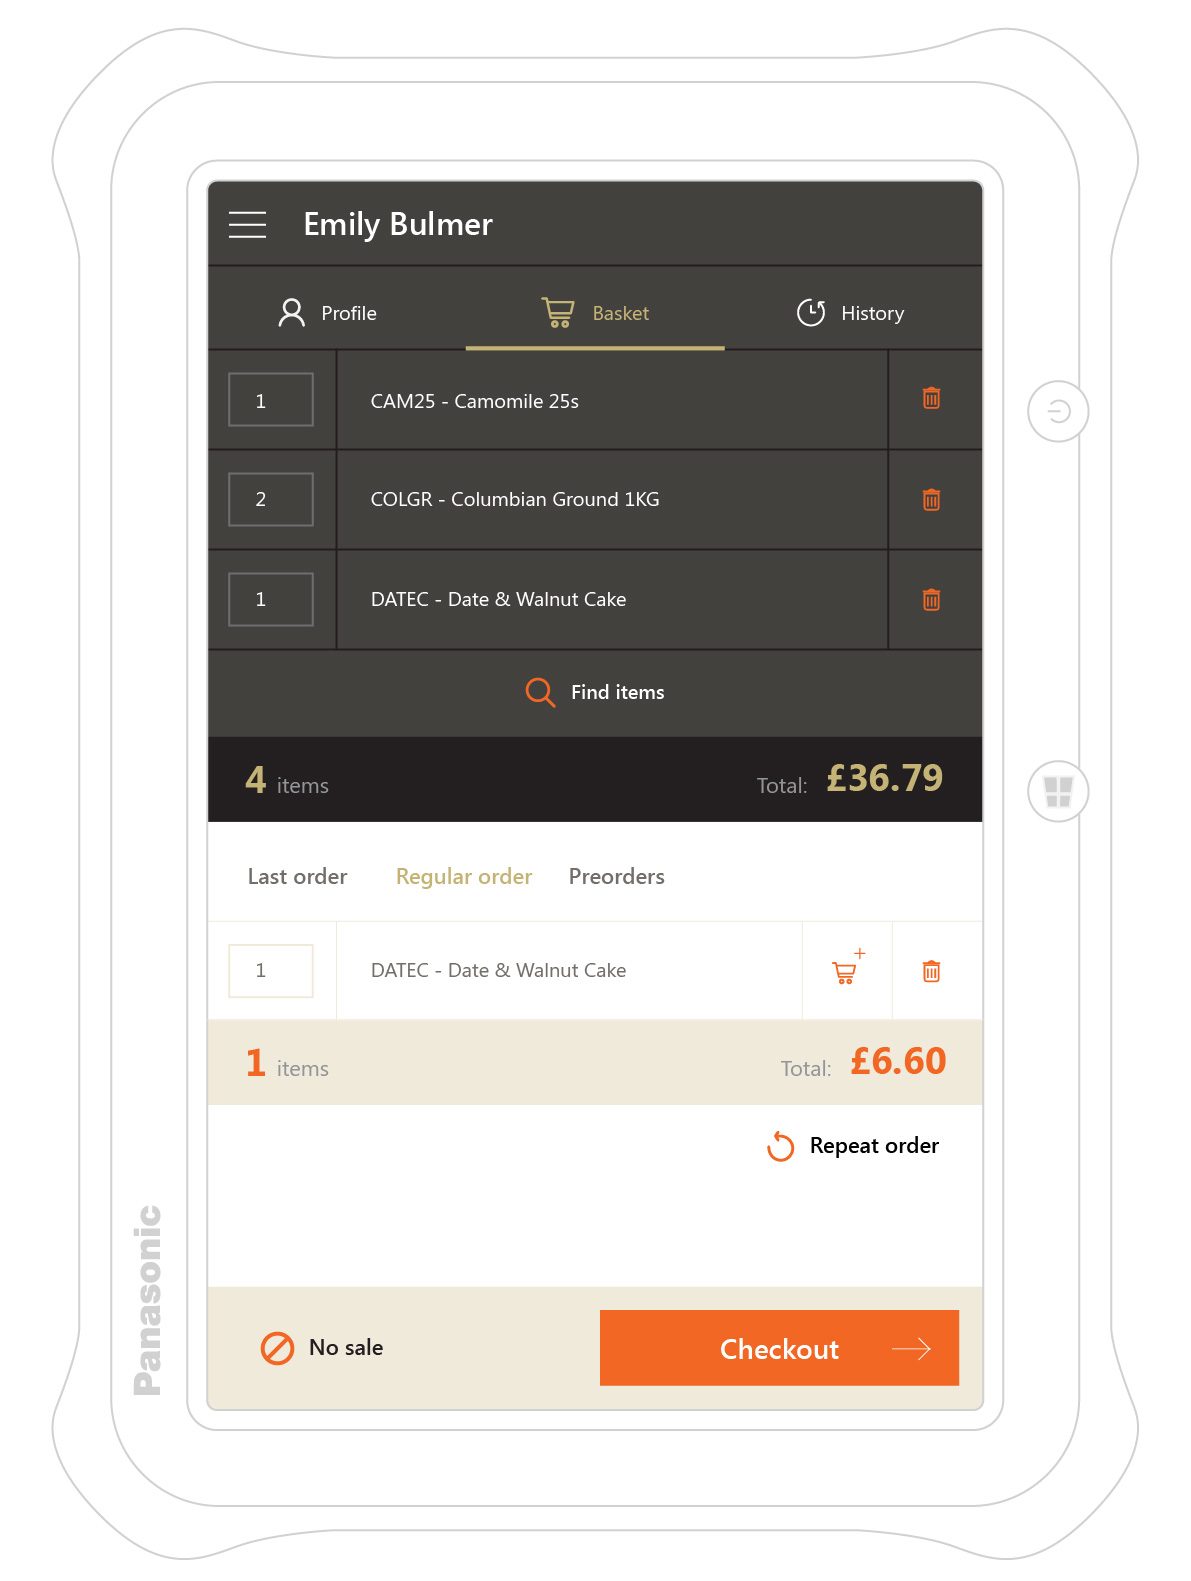 Emily Bulmer
Profile
Basket
History
1
CAM25 - Camomile 25s
2
COLGR - Columbian Ground 1KG
1
DATEC - Date & Walnut Cake
Find items
4 items
Total: £36.79
Last order
Regular order
Preorders
1
DATEC - Date & Walnut Cake
1 items
Total: £6.60
Repeat order
No sale
Checkout
Panasonic